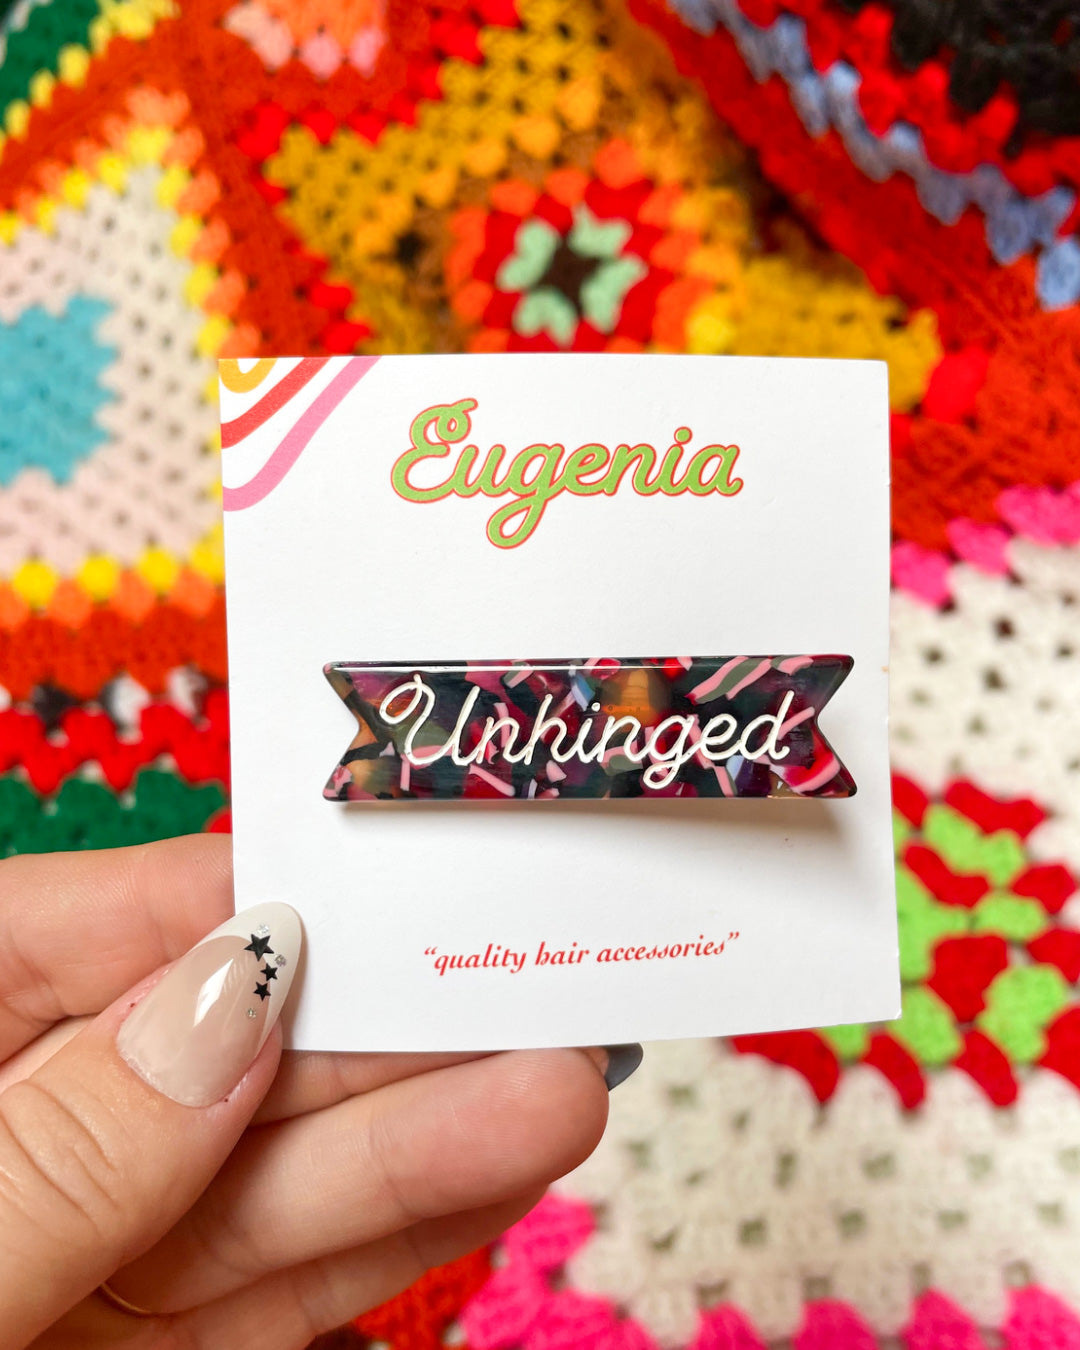 Eugenia
Unhinged
“quality hair accessories”